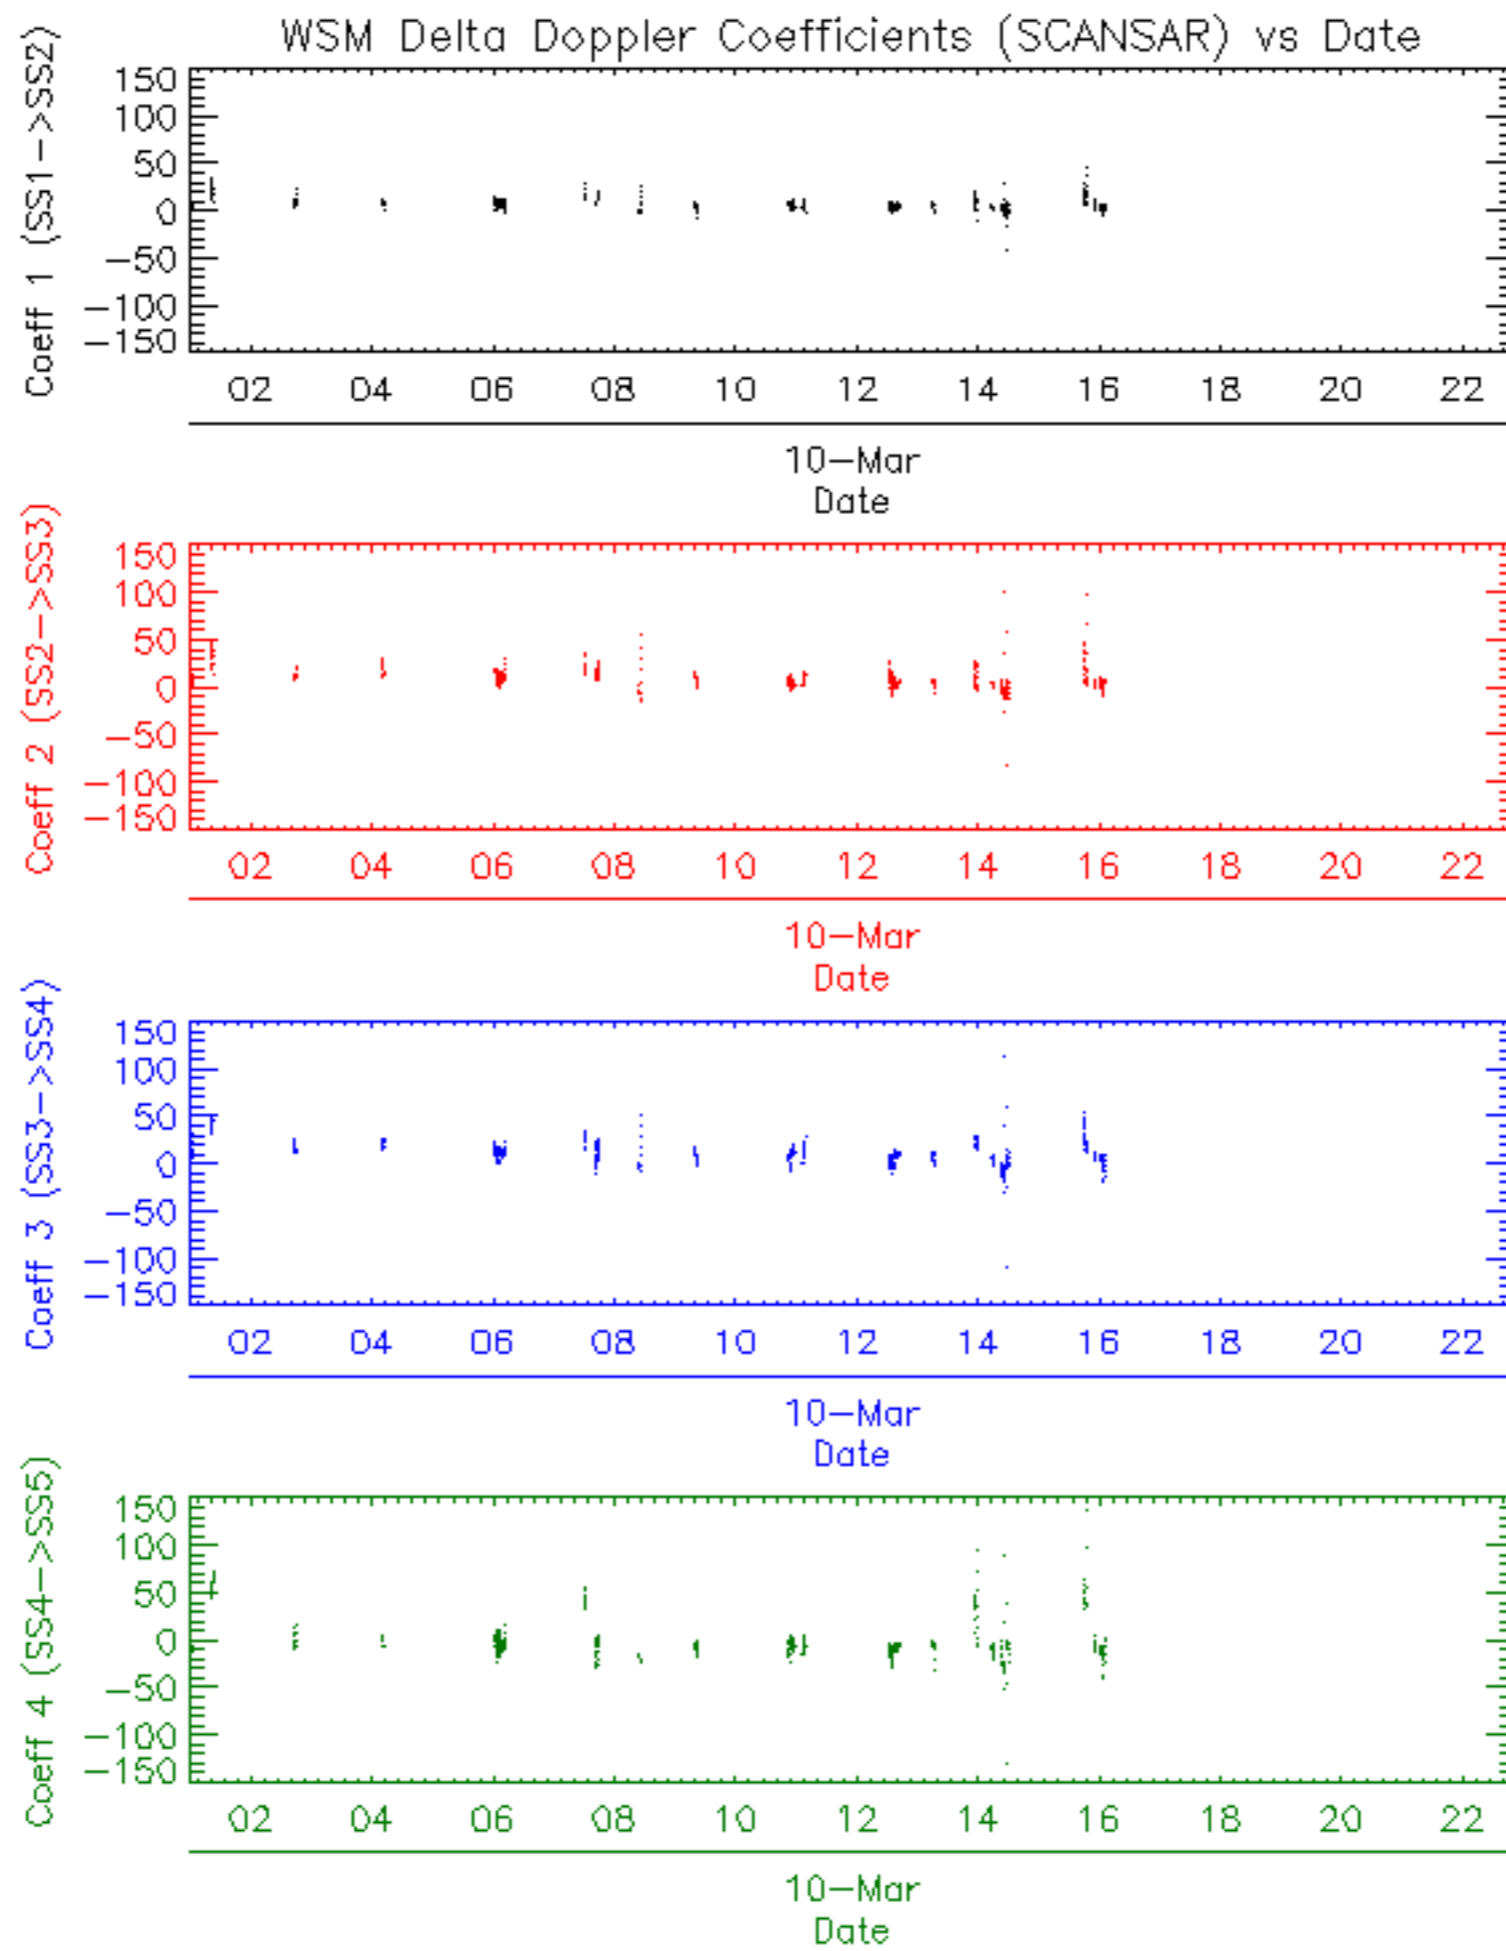 WSM Delta Doppler Coefficients (SCANSAR) vs Date
Coeff 1 (SS1->SS2)
150
100
50
0
-50
-100
-150
02 04 06 08 10 12 14 16 18 20 22
10-Mar
Date
Coeff 2 (SS2->SS3)
150
100
50
0
-50
-100
-150
02 04 06 08 10 12 14 16 18 20 22
10-Mar
Date
Coeff 3 (SS3->SS4)
150
100
50
0
-50
-100
-150
02 04 06 08 10 12 14 16 18 20 22
10-Mar
Date
Coeff 4 (SS4->SS5)
150
100
50
0
-50
-100
-150
02 04 06 08 10 12 14 16 18 20 22
10-Mar
Date